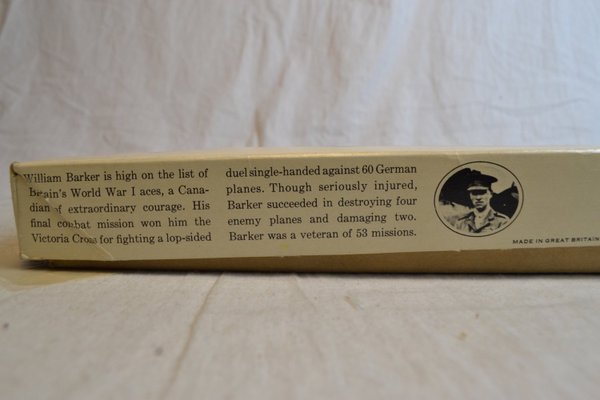 William Barker is high on the list of
Britain's World War I aces, a Cana-
dian of extraordinary courage. His
final combat mission won him the
Victoria Cross for fighting a lop-sided
duel single-handed against 60 German
planes. Though seriously injured,
Barker succeeded in destroying four
enemy planes and damaging two.
Barker was a veteran of 53 missions.
MADE IN GREAT BRITAIN